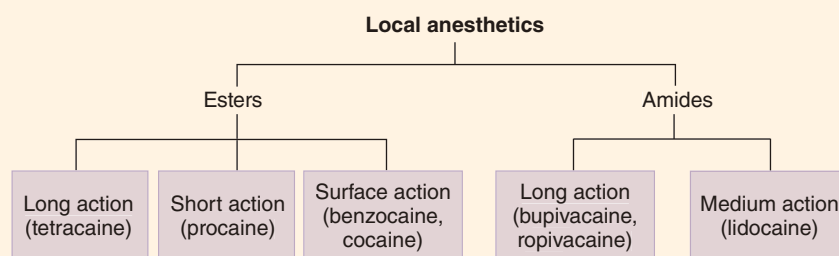 Local anesthetics
Esters
Amides
Long action
(tetracaine)
Short action
(procaine)
Surface action
(benzocaine,
cocaine)
Long action
(bupivacaine,
ropivacaine)
Medium action
(lidocaine)